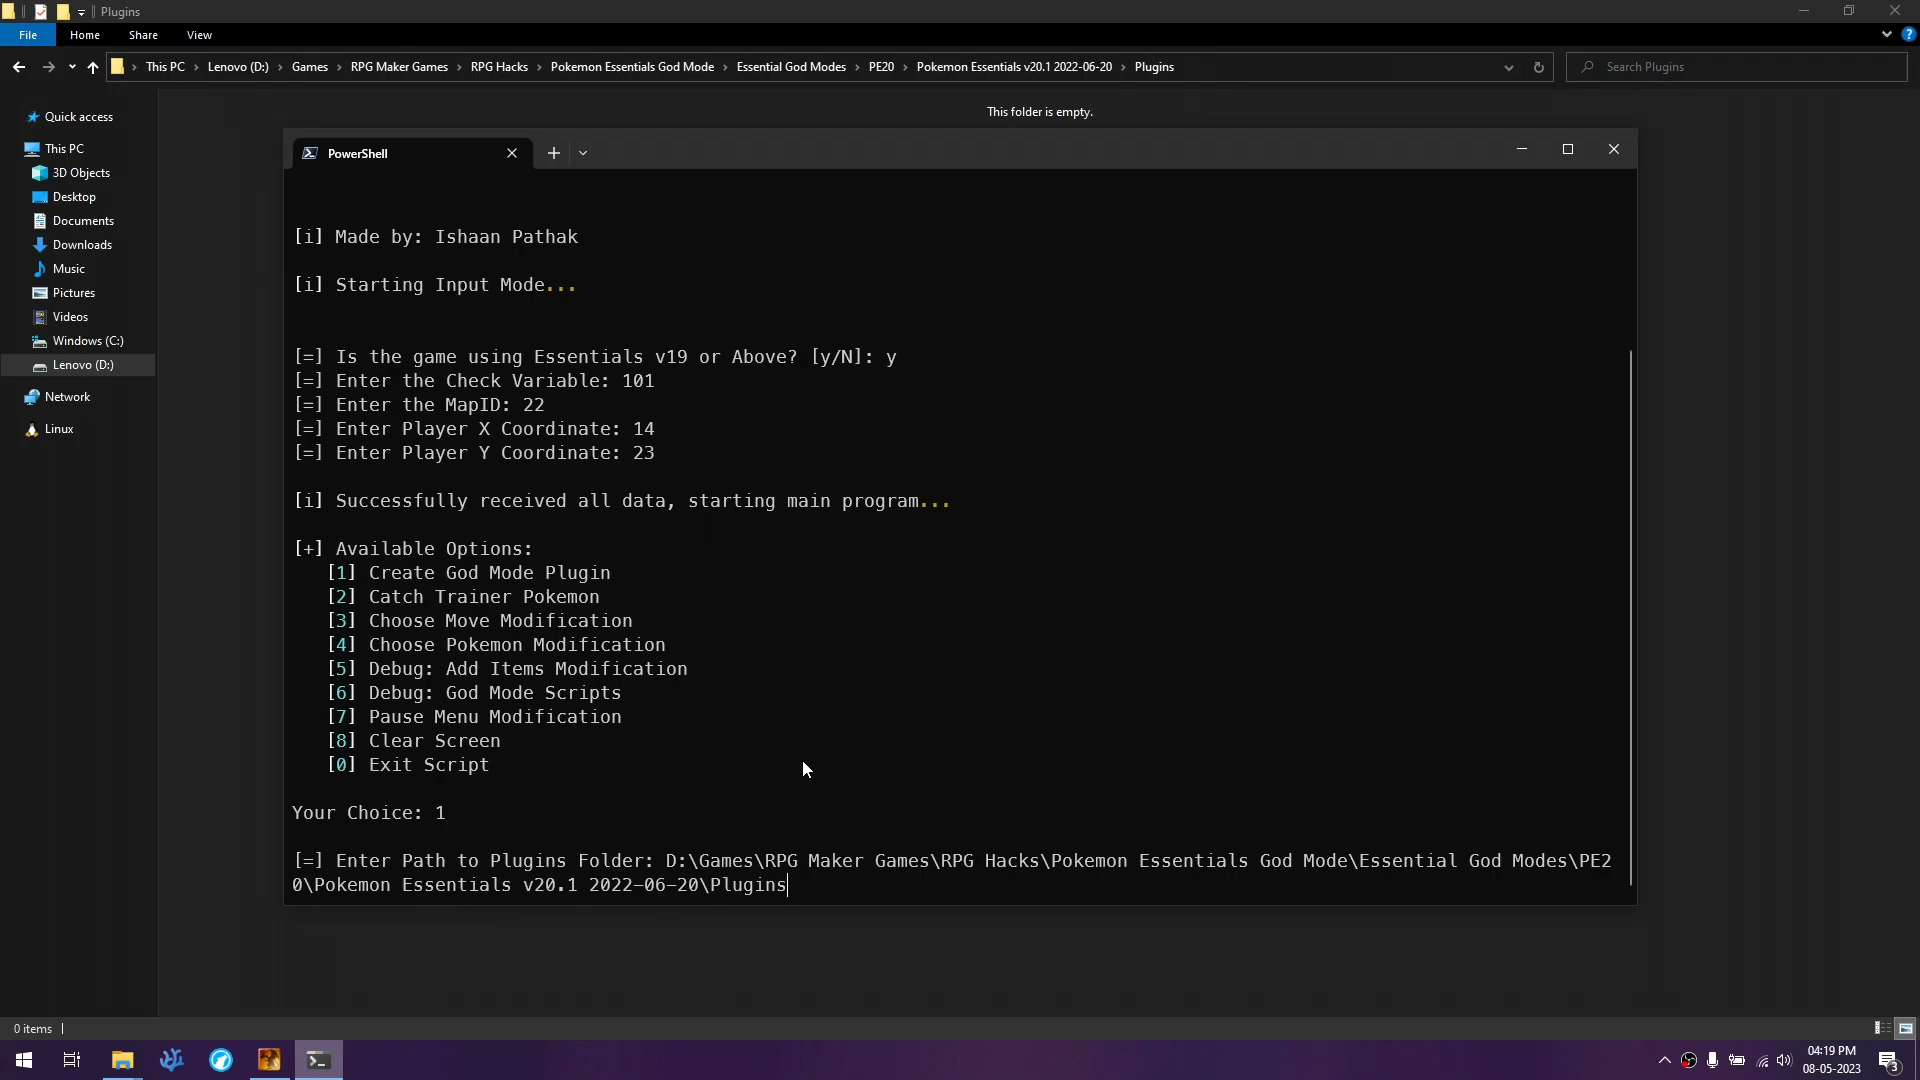 Plugins
File Home Share View
This PC Lenovo (D:) Games RPG Maker Games RPG Hacks Pokemon Essentials God Mode Essential God Modes PE20 Pokemon Essentials v20.1 2022-06-20 Plugins
Search Plugins
Quick access
This PC
3D Objects
Desktop
Documents
Downloads
Music
Pictures
Videos
Windows (C:)
Lenovo (D:)
Network
Linux
This folder is empty.
PowerShell
[i] Made by: Ishaan Pathak
[i] Starting Input Mode...
[=] Is the game using Essentials v19 or Above? [y/N]: y
[=] Enter the Check Variable: 101
[=] Enter the MapID: 22
[=] Enter Player X Coordinate: 14
[=] Enter Player Y Coordinate: 23
[i] Successfully received all data, starting main program...
[+] Available Options:
[1] Create God Mode Plugin
[2] Catch Trainer Pokemon
[3] Choose Move Modification
[4] Choose Pokemon Modification
[5] Debug: Add Items Modification
[6] Debug: God Mode Scripts
[7] Pause Menu Modification
[8] Clear Screen
[0] Exit Script
Your Choice: 1
[=] Enter Path to Plugins Folder: D:\Games\RPG Maker Games\RPG Hacks\Pokemon Essentials God Mode\Essential God Modes\PE2
0\Pokemon Essentials v20.1 2022-06-20\Plugins
0 items
04:19 PM
08-05-2023
3